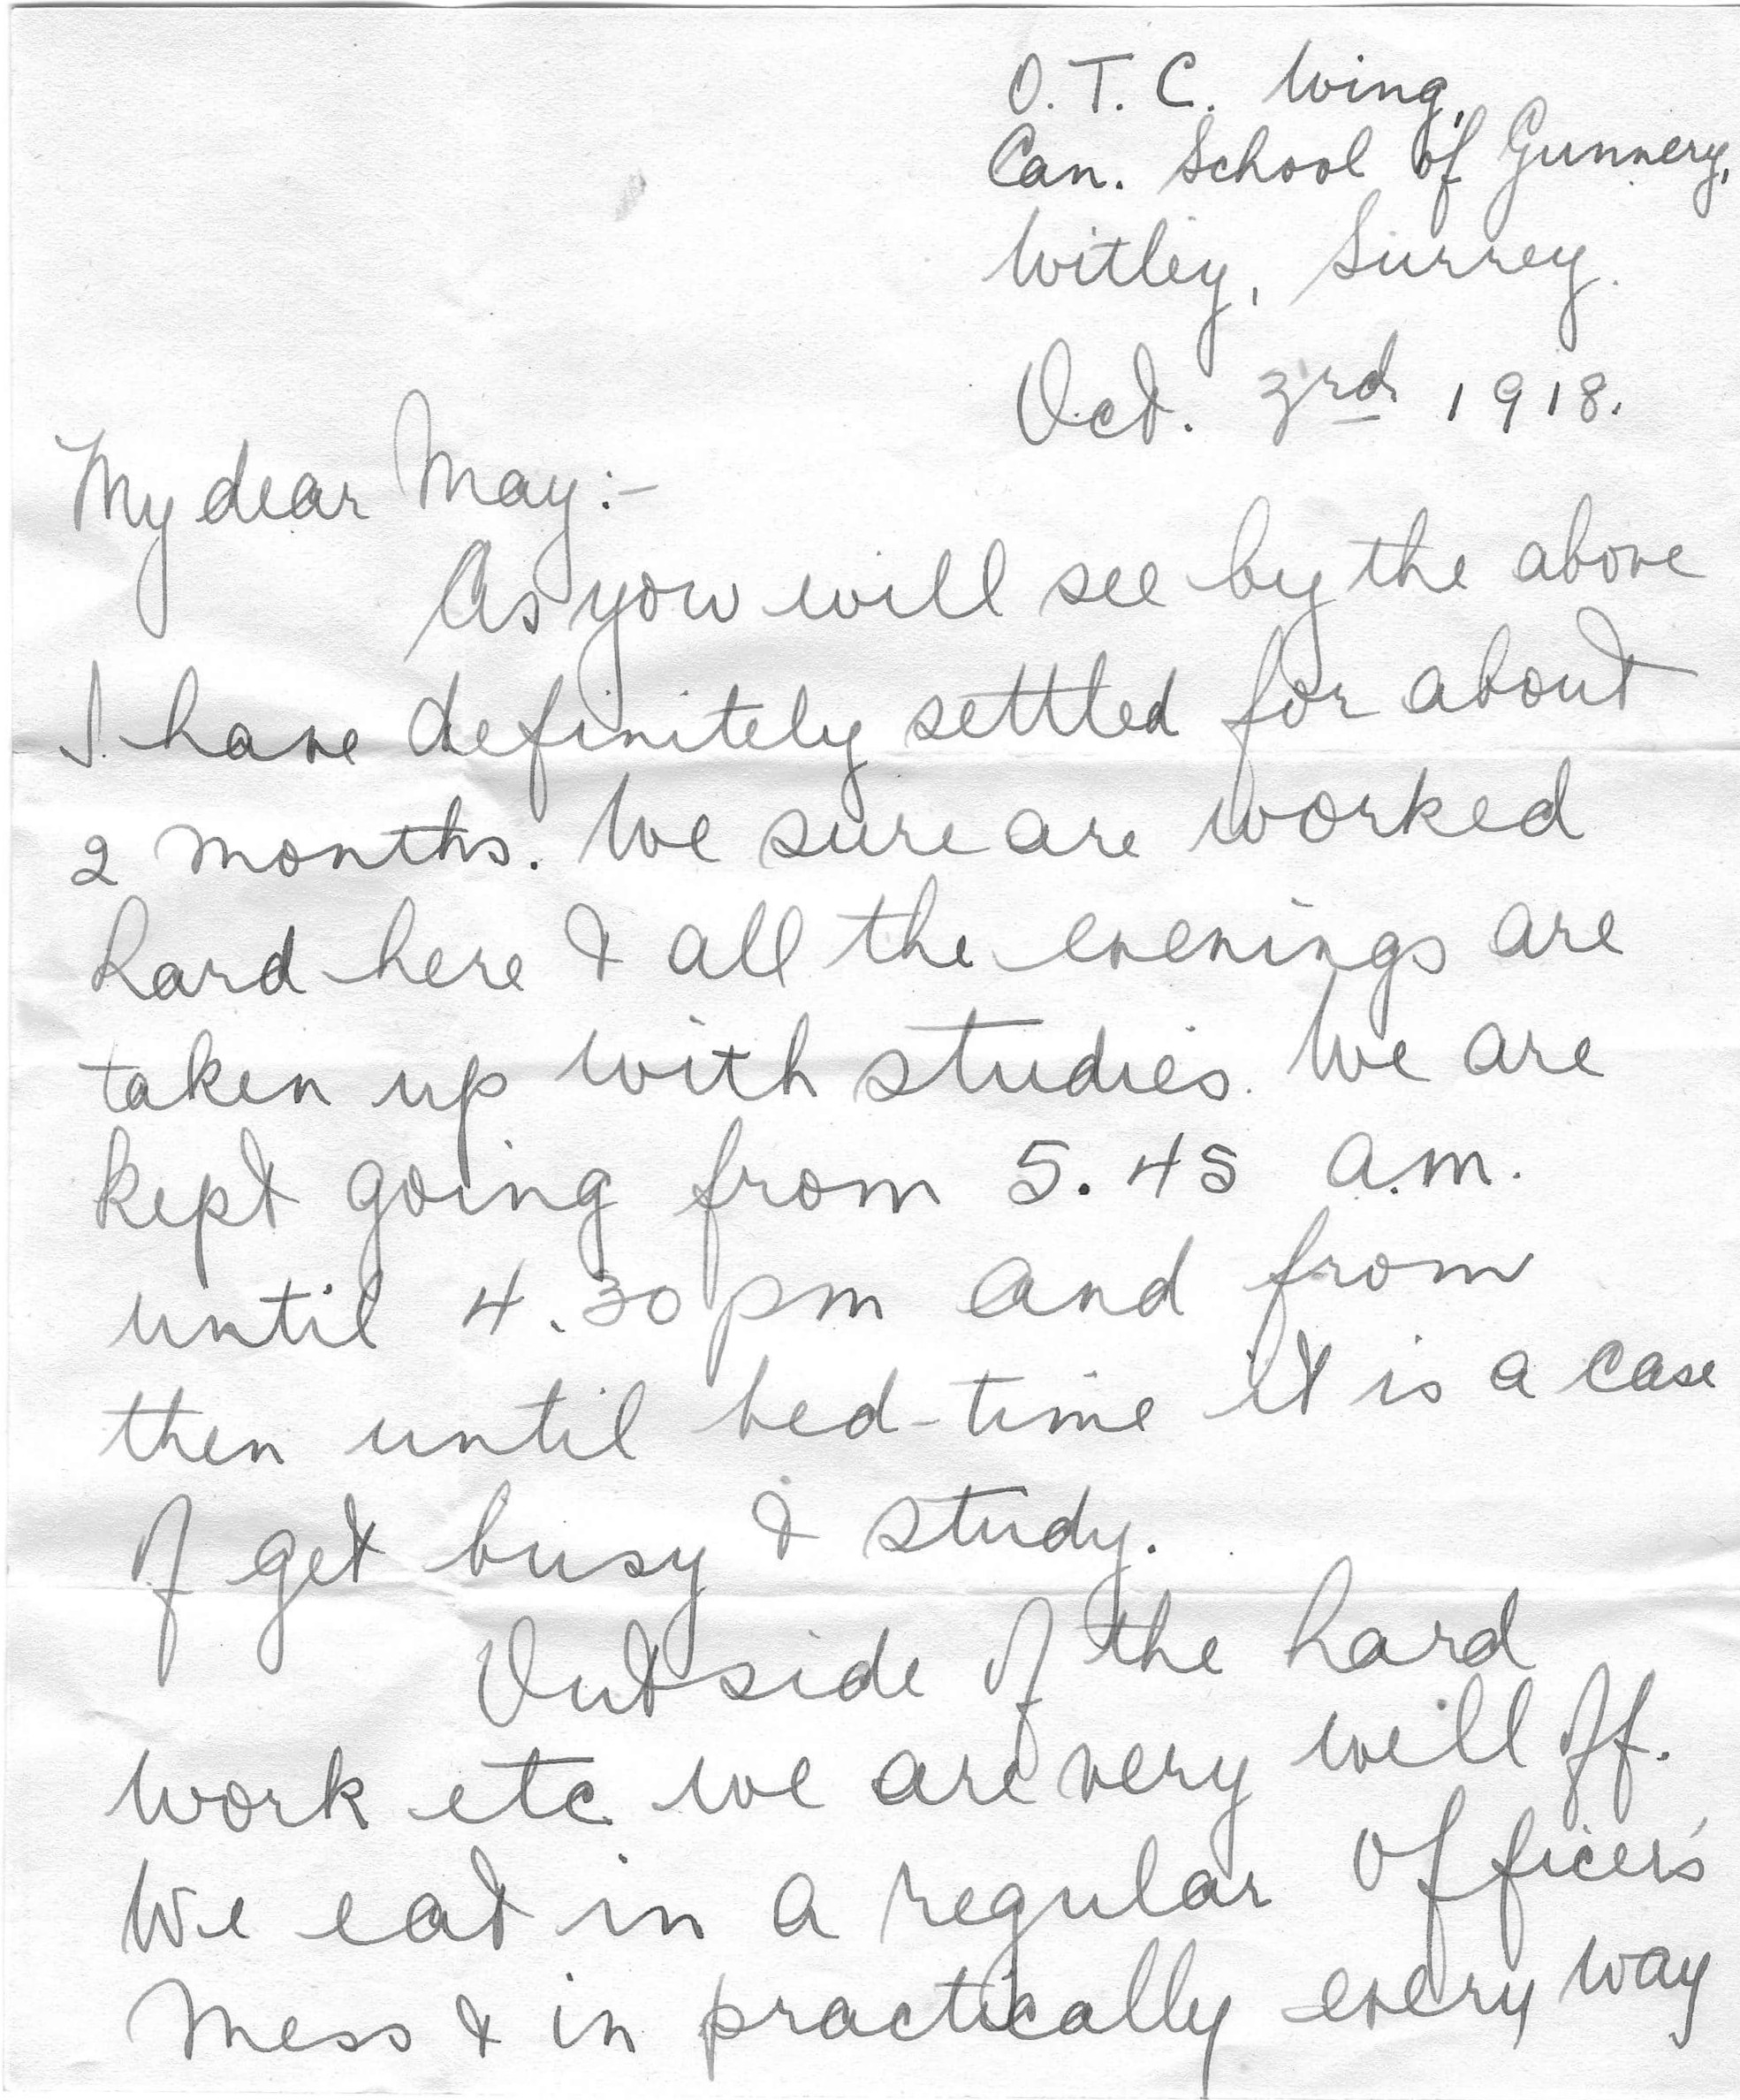 O. T. C. Wing,
Can. School of Gunnery,
Witley, Surrey.
Oct. 3rd 1918.
My dear May:-
As you will see by the above
I have definitely settled for about
2 months. We sure are worked
hard here & all the evenings are
taken up with studies. We are
kept going from 5.45 a.m.
until 4.30 pm and from
then until bed-time it is a case
of get busy & study.
Outside of the hard
work etc. we are very well off.
We eat in a regular Officer's
Mess & in practically every way